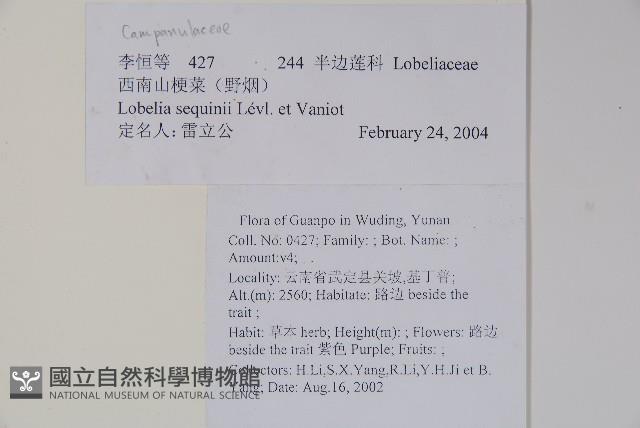 Campanulaceae
李恒等 427 244 半边莲科 Lobeliaceae
西南山梗菜（野烟）
Lobelia sequinii Lévl. et Vaniot
定名人：雷立公 February 24, 2004
Flora of Guanpo in Wuding, Yunan
Coll. No: 0427; Family: ; Bot. Name: ;
Amount:v4; .
Locality: 云南省武定县关坡,基丁普;
Alt.(m): 2560; Habitate: 路边 beside the
trait ;
Habit: 草本 herb; Height(m): ; Flowers: 路边
beside the trait 紫色 Purple; Fruits: ;
Collectors: H.Li,S.X.Yang,R.Li,Y.H.Ji et B.
Yang; Date: Aug.16, 2002
國立自然科學博物館
NATIONAL MUSEUM OF NATURAL SCIENCE